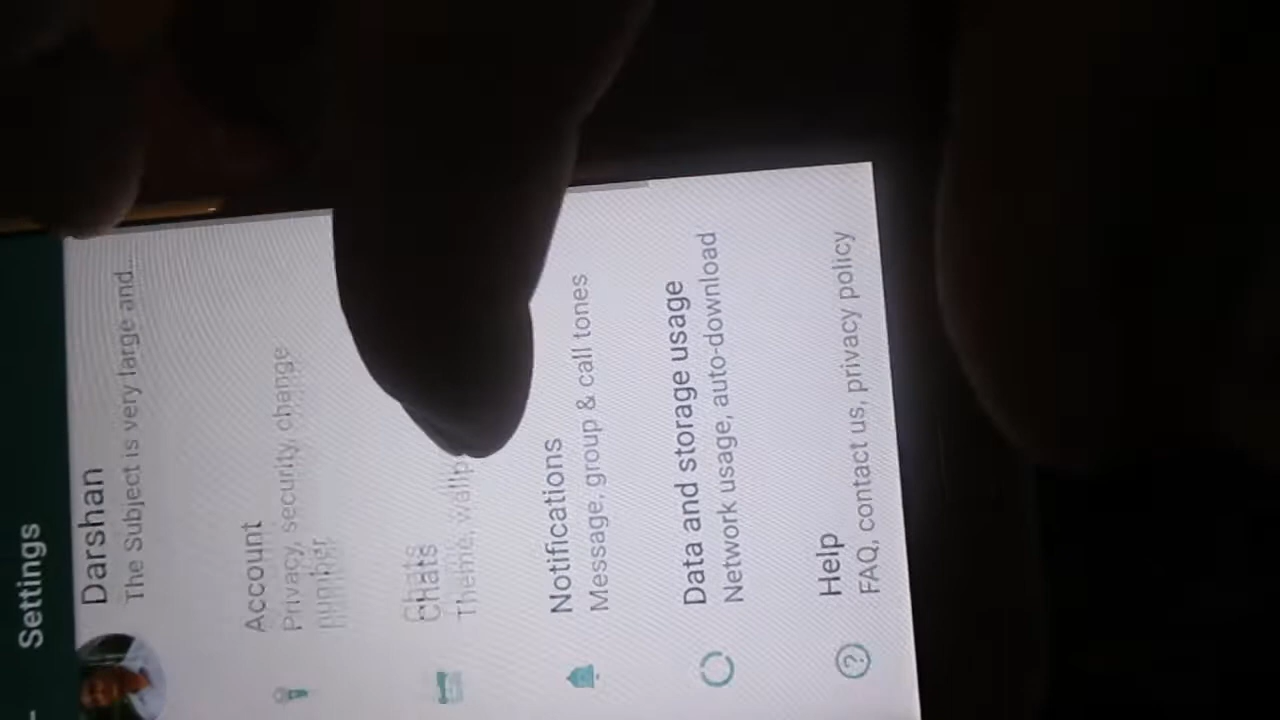 Settings
Darshan
The Subject is very large and...
Account
Privacy, security, change
number
Chats
Theme,
Notifications
Message, group & call tones
Data and storage usage
Network usage, auto-download
Help
FAQ, contact us, privacy policy